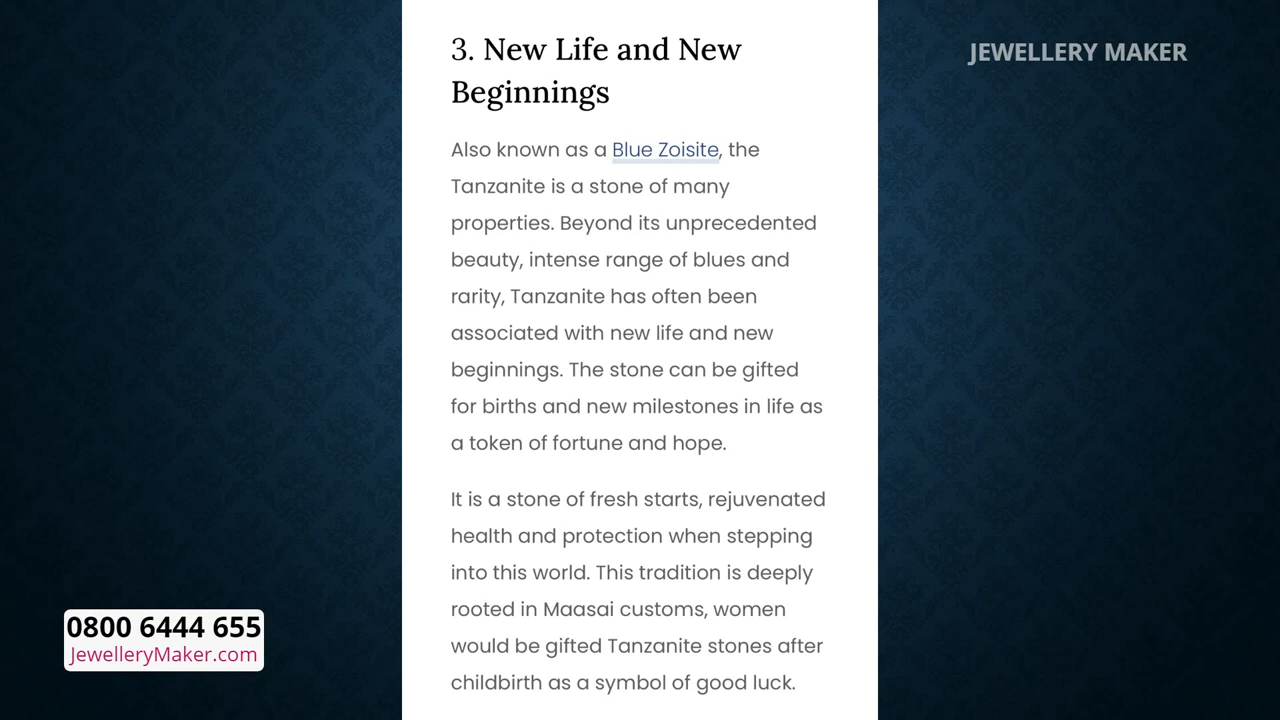 3. New Life and New
Beginnings
JEWELLERY MAKER
Also known as a Blue Zoisite, the
Tanzanite is a stone of many
properties. Beyond its unprecedented
beauty, intense range of blues and
rarity, Tanzanite has often been
associated with new life and new
beginnings. The stone can be gifted
for births and new milestones in life as
a token of fortune and hope.
It is a stone of fresh starts, rejuvenated
health and protection when stepping
into this world. This tradition is deeply
rooted in Maasai customs, women
would be gifted Tanzanite stones after
childbirth as a symbol of good luck.
0800 6444 655
JewelleryMaker.com